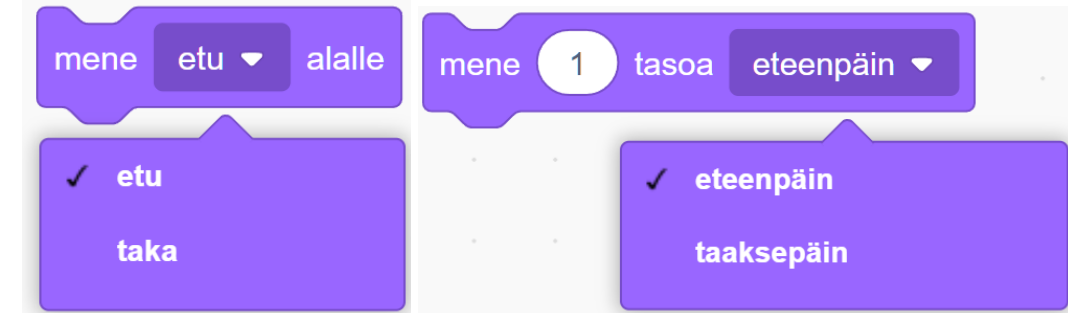 mene etu alalle
etu
taka
mene 1 tasoa eteenpäin
eteenpäin
taaksepäin